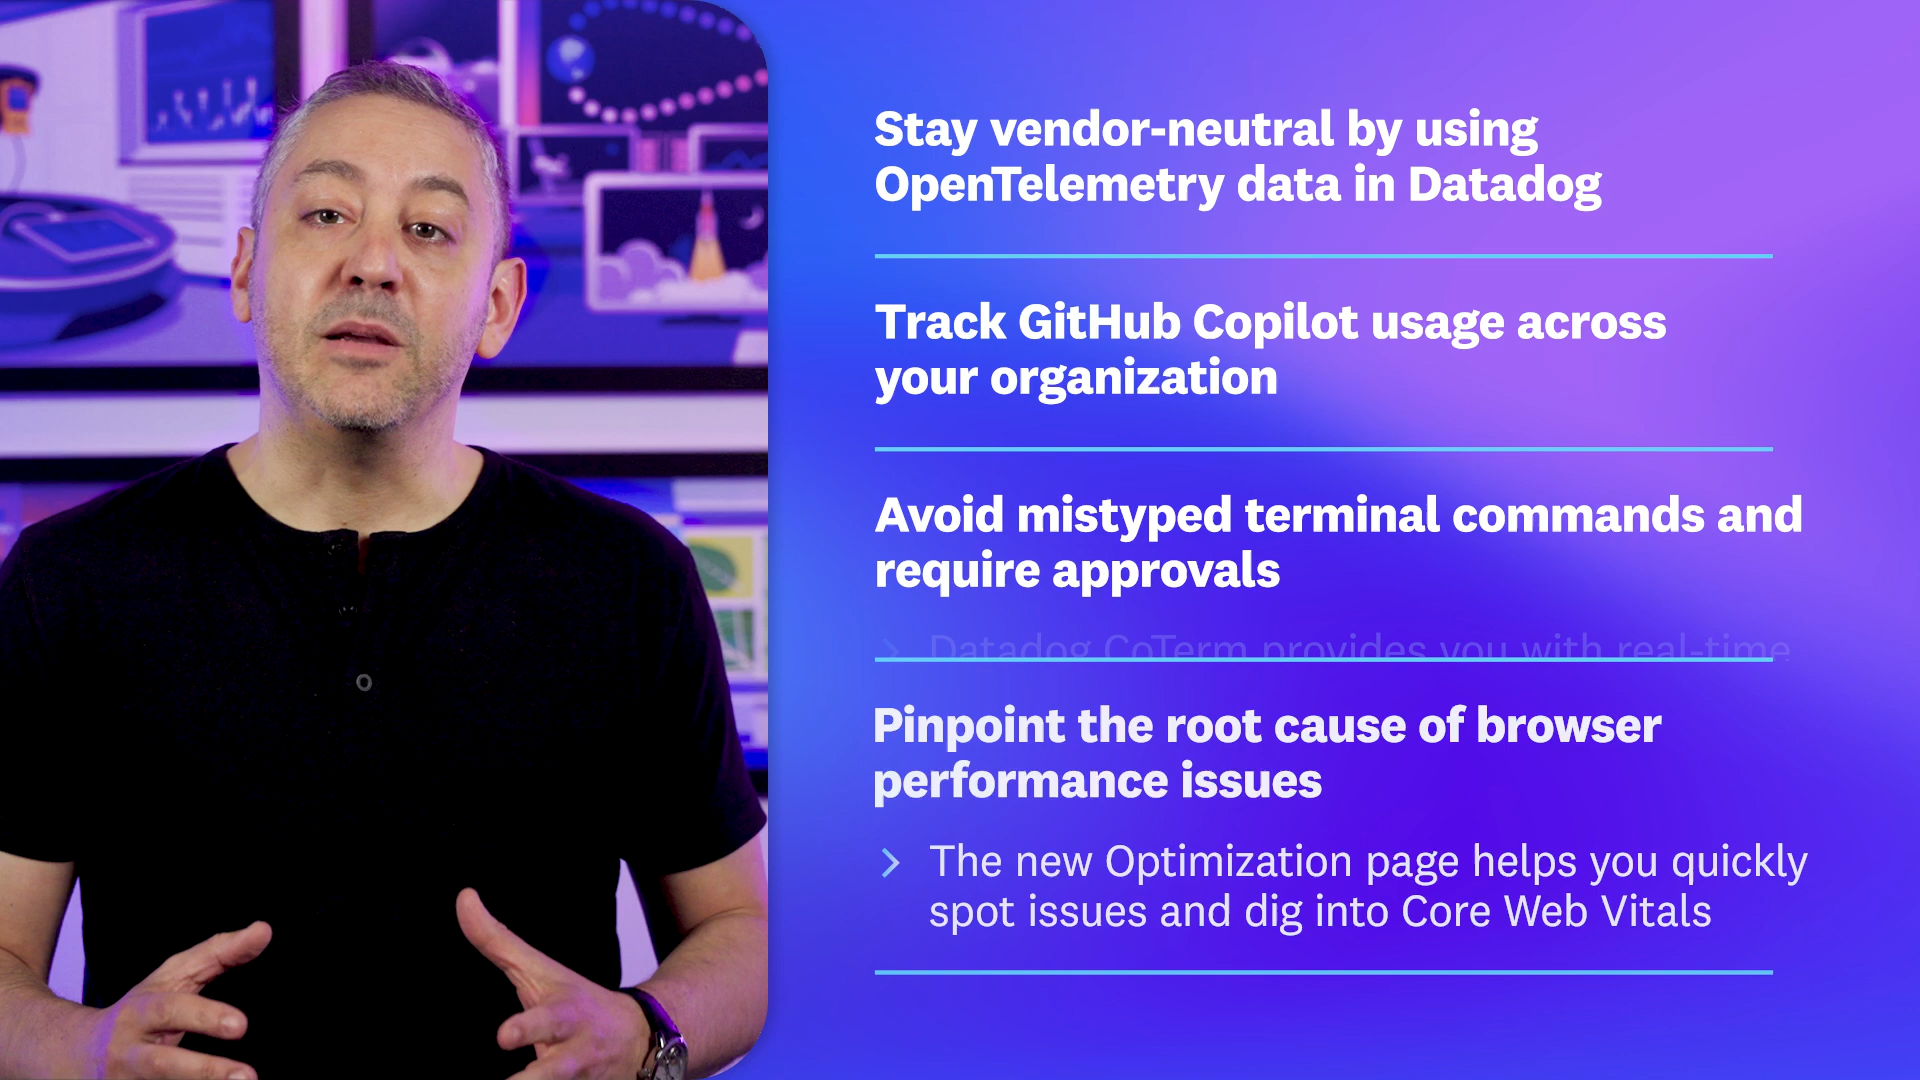 Stay vendor-neutral by using
OpenTelemetry data in Datadog
Track GitHub Copilot usage across
your organization
Avoid mistyped terminal commands and
require approvals
Datadog CoTerm provides you with real-time
Pinpoint the root cause of browser
performance issues
The new Optimization page helps you quickly
spot issues and dig into Core Web Vitals